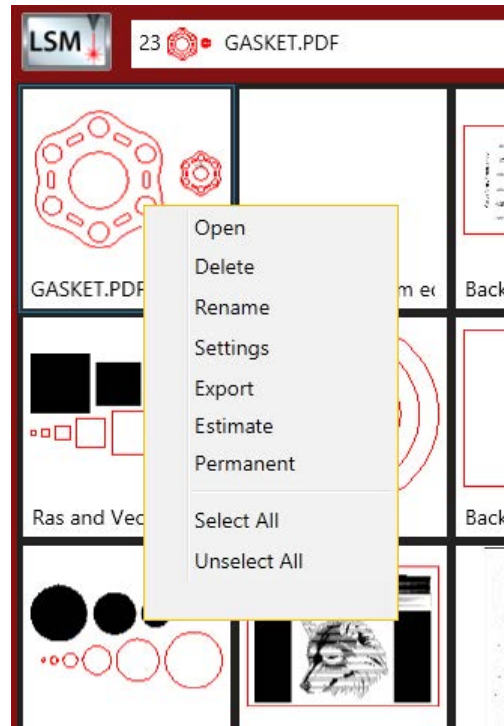 LSM
23 GASKET.PDF
GASKET.PDF
Open
Delete
Rename
Settings
Export
Estimate
Permanent
Select All
Unselect All
m
Back
Ras and Vec
Back